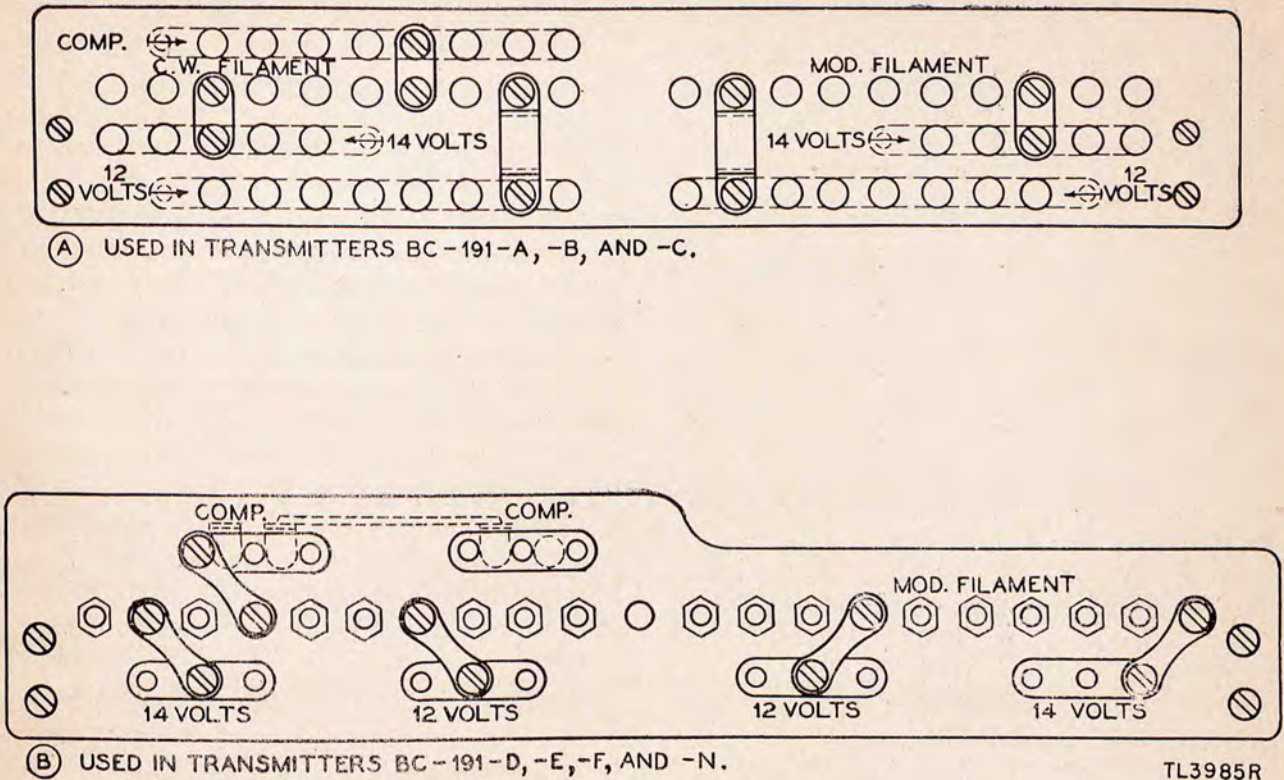 COMP.
C.W. FILAMENT
MOD. FILAMENT
14 VOLTS
14 VOLTS
12
VOLTS
12
VOLTS
(A) USED IN TRANSMITTERS BC-191-A, -B, AND -C.
COMP.
COMP.
MOD. FILAMENT
14 VOLTS
12 VOLTS
12 VOLTS
14 VOLTS
(B) USED IN TRANSMITTERS BC-191-D, -E, -F, AND -N.
TL3985R